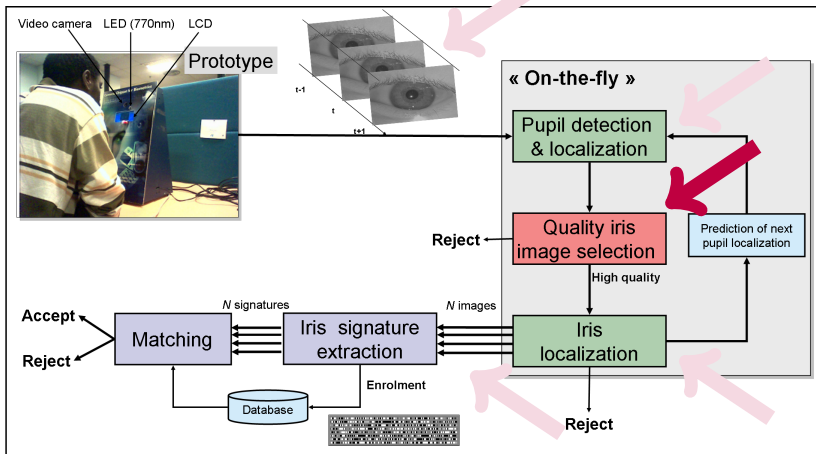 Video camera
LED (770nm)
LCD
Prototype
t-1
t
t+1
« On-the-fly »
Pupil detection
& localization
Quality iris
image selection
Reject
Prediction of next
pupil localization
High quality
Iris
localization
Reject
N images
Iris signature
extraction
N signatures
Matching
Accept
Reject
Enrolment
Database